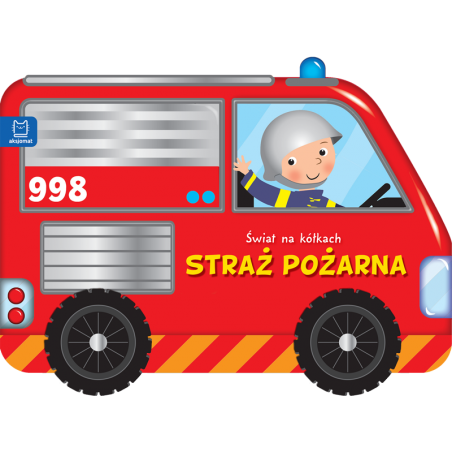 aksjomat
998
Świat na kółkach
STRAŻ POŻARNA